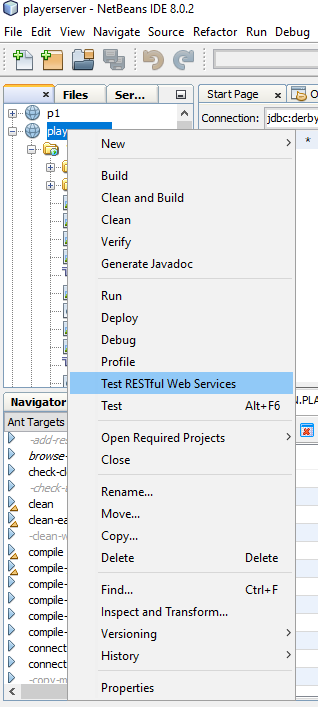 playerserver - NetBeans IDE 8.0.2
File Edit View Navigate Source Refactor Run Debug
Files Ser... Start Page
Connection: jdbc:derby
p1
play
New
Build
Clean and Build
Clean
Verify
Generate Javadoc
Run
Deploy
Debug
Profile
Test RESTful Web Services
Test Alt+F6
Open Required Projects
Close
Rename...
Move...
Copy...
Delete Delete
Find... Ctrl+F
Inspect and Transform...
Versioning
History
Properties
Navigator
Ant Targets
-add-res
browse-
check-cl
-check-
clean
clean-ea
-clean-w
compile
compile-
compile-
compile-
compile-
compile-
connect
connect
-copy-m
N.PLA